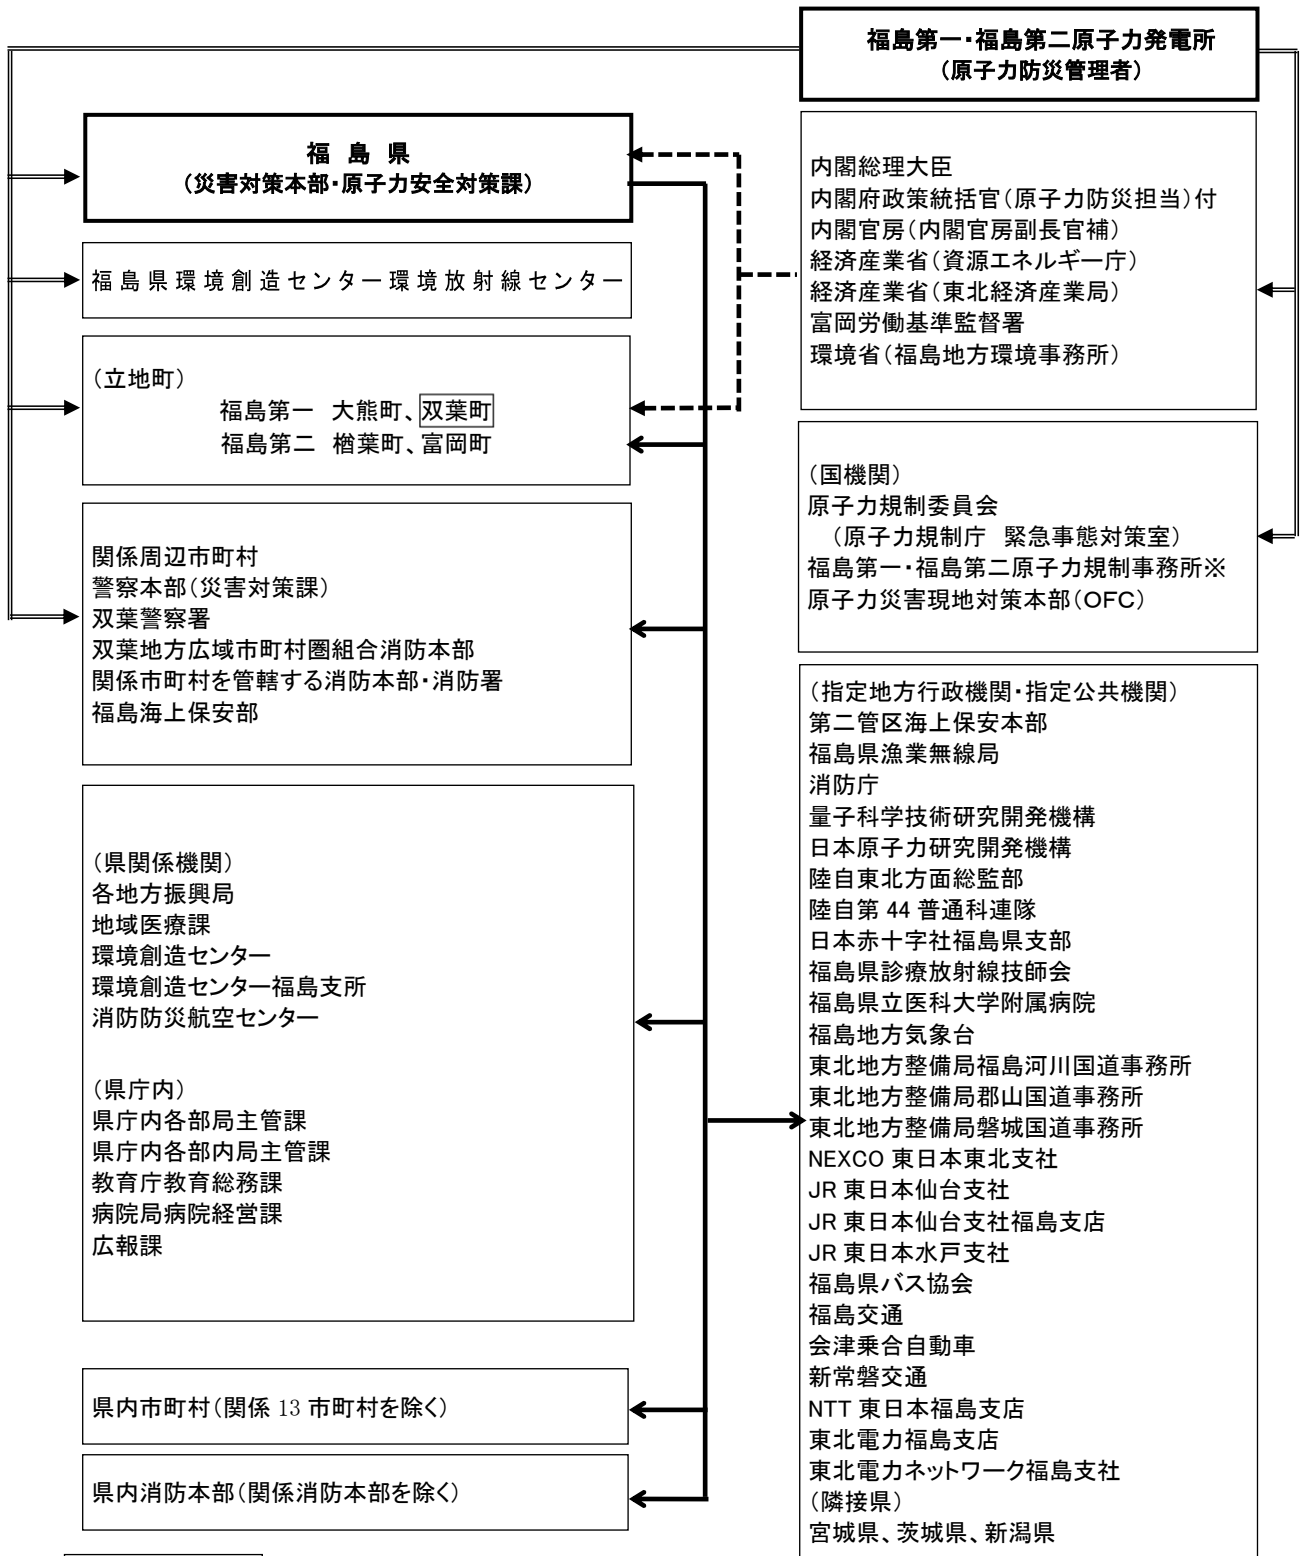 福島第一・福島第二原子力発電所
（原子力防災管理者）
福 島 県
（災害対策本部・原子力安全対策課）
福島県環境創造センター環境放射線センター
（立地町）
福島第一 大熊町、双葉町
福島第二 楢葉町、富岡町
関係周辺市町村
警察本部（災害対策課）
双葉警察署
双葉地方広域市町村圏組合消防本部
関係市町村を管轄する消防本部・消防署
福島海上保安部
（県関係機関）
各地方振興局
地域医療課
環境創造センター
環境創造センター福島支所
消防防災航空センター
（県庁内）
県庁内各部局主管課
県庁内各部内局主管課
教育庁教育総務課
病院局病院経営課
広報課
県内市町村（関係 13 市町村を除く）
県内消防本部（関係消防本部を除く）
内閣総理大臣
内閣府政策統括官（原子力防災担当）付
内閣官房（内閣官房副長官補）
経済産業省（資源エネルギー庁）
経済産業省（東北経済産業局）
富岡労働基準監督署
環境省（福島地方環境事務所）
（国機関）
原子力規制委員会
（原子力規制庁 緊急事態対策室）
福島第一・福島第二原子力規制事務所※
原子力災害現地対策本部（OFC）
（指定地方行政機関・指定公共機関）
第二管区海上保安本部
福島県漁業無線局
消防庁
量子科学技術研究開発機構
日本原子力研究開発機構
陸自東北方面総監部
陸自第 44 普通科連隊
日本赤十字社福島県支部
福島県診療放射線技師会
福島県立医科大学附属病院
福島地方気象台
東北地方整備局福島河川国道事務所
東北地方整備局郡山国道事務所
東北地方整備局磐城国道事務所
NEXCO 東日本東北支社
JR 東日本仙台支社
JR 東日本仙台支社福島支店
JR 東日本水戸支社
福島県バス協会
福島交通
会津乗合自動車
新常磐交通
NTT 東日本福島支店
東北電力福島支店
東北電力ネットワーク福島支社
（隣接県）
宮城県、茨城県、新潟県